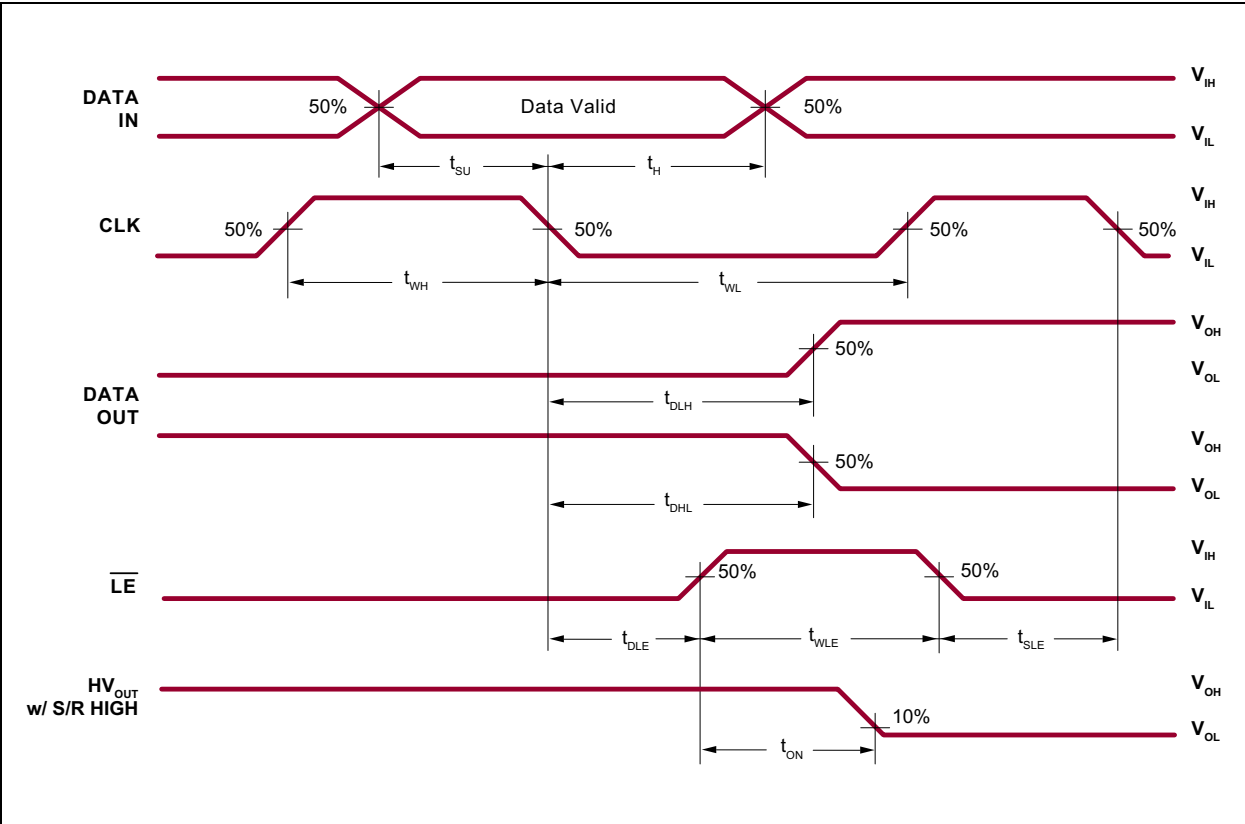 DATA
IN
50%
Data Valid
50%
V_IH
V_IL
t_SU
t_H
CLK
50%
50%
50%
50%
V_IH
V_IL
t_WH
t_WL
DATA
OUT
50%
V_OH
V_OL
t_DLH
50%
V_OH
V_OL
t_DHL
LE
50%
50%
V_IH
V_IL
t_DLE
t_WLE
t_SLE
HV_OUT
w/ S/R HIGH
10%
V_OH
V_OL
t_ON